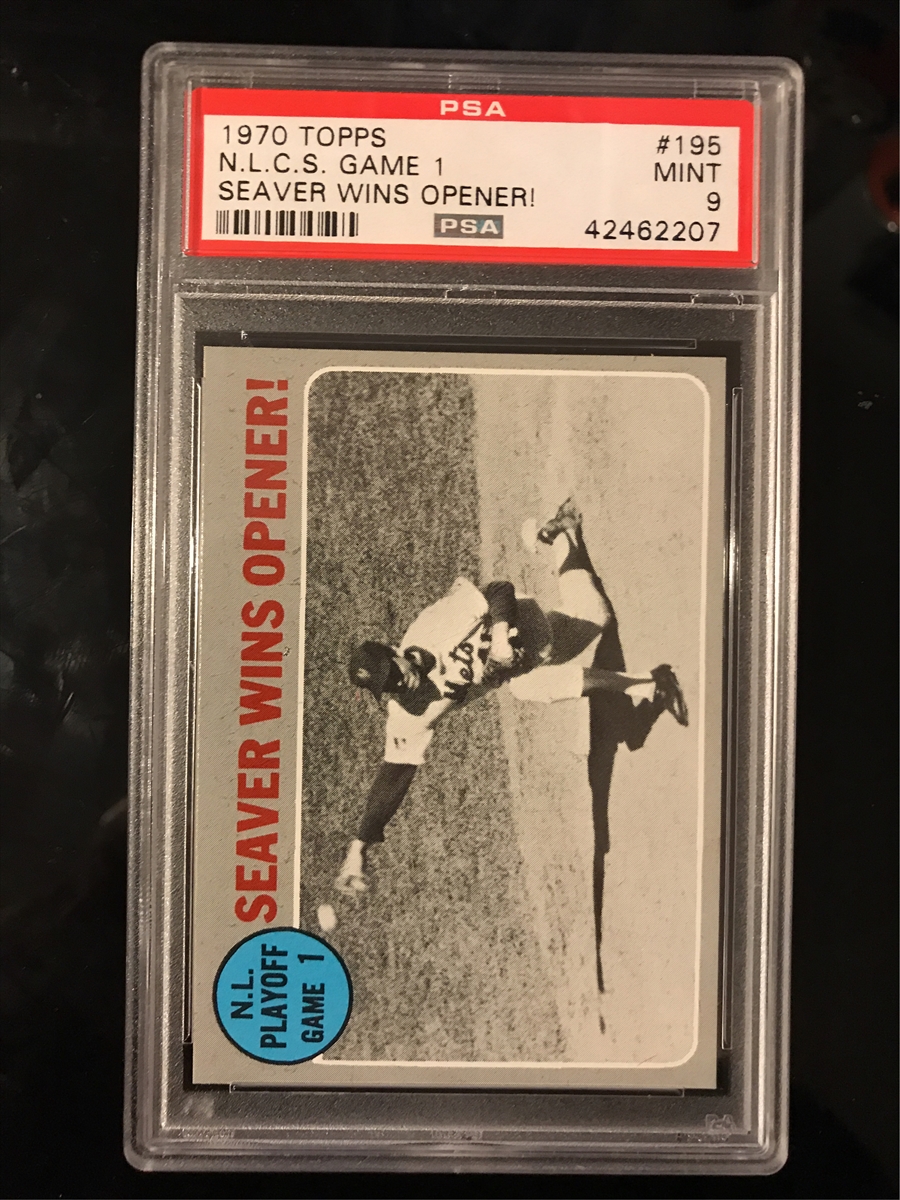 PSA
1970 TOPPS #195
N.L.C.S. GAME 1 MINT
SEAVER WINS OPENER! 9
PSA 42462207
SEAVER WINS OPENER!
N.L.
PLAYOFF
GAME 1
Mets